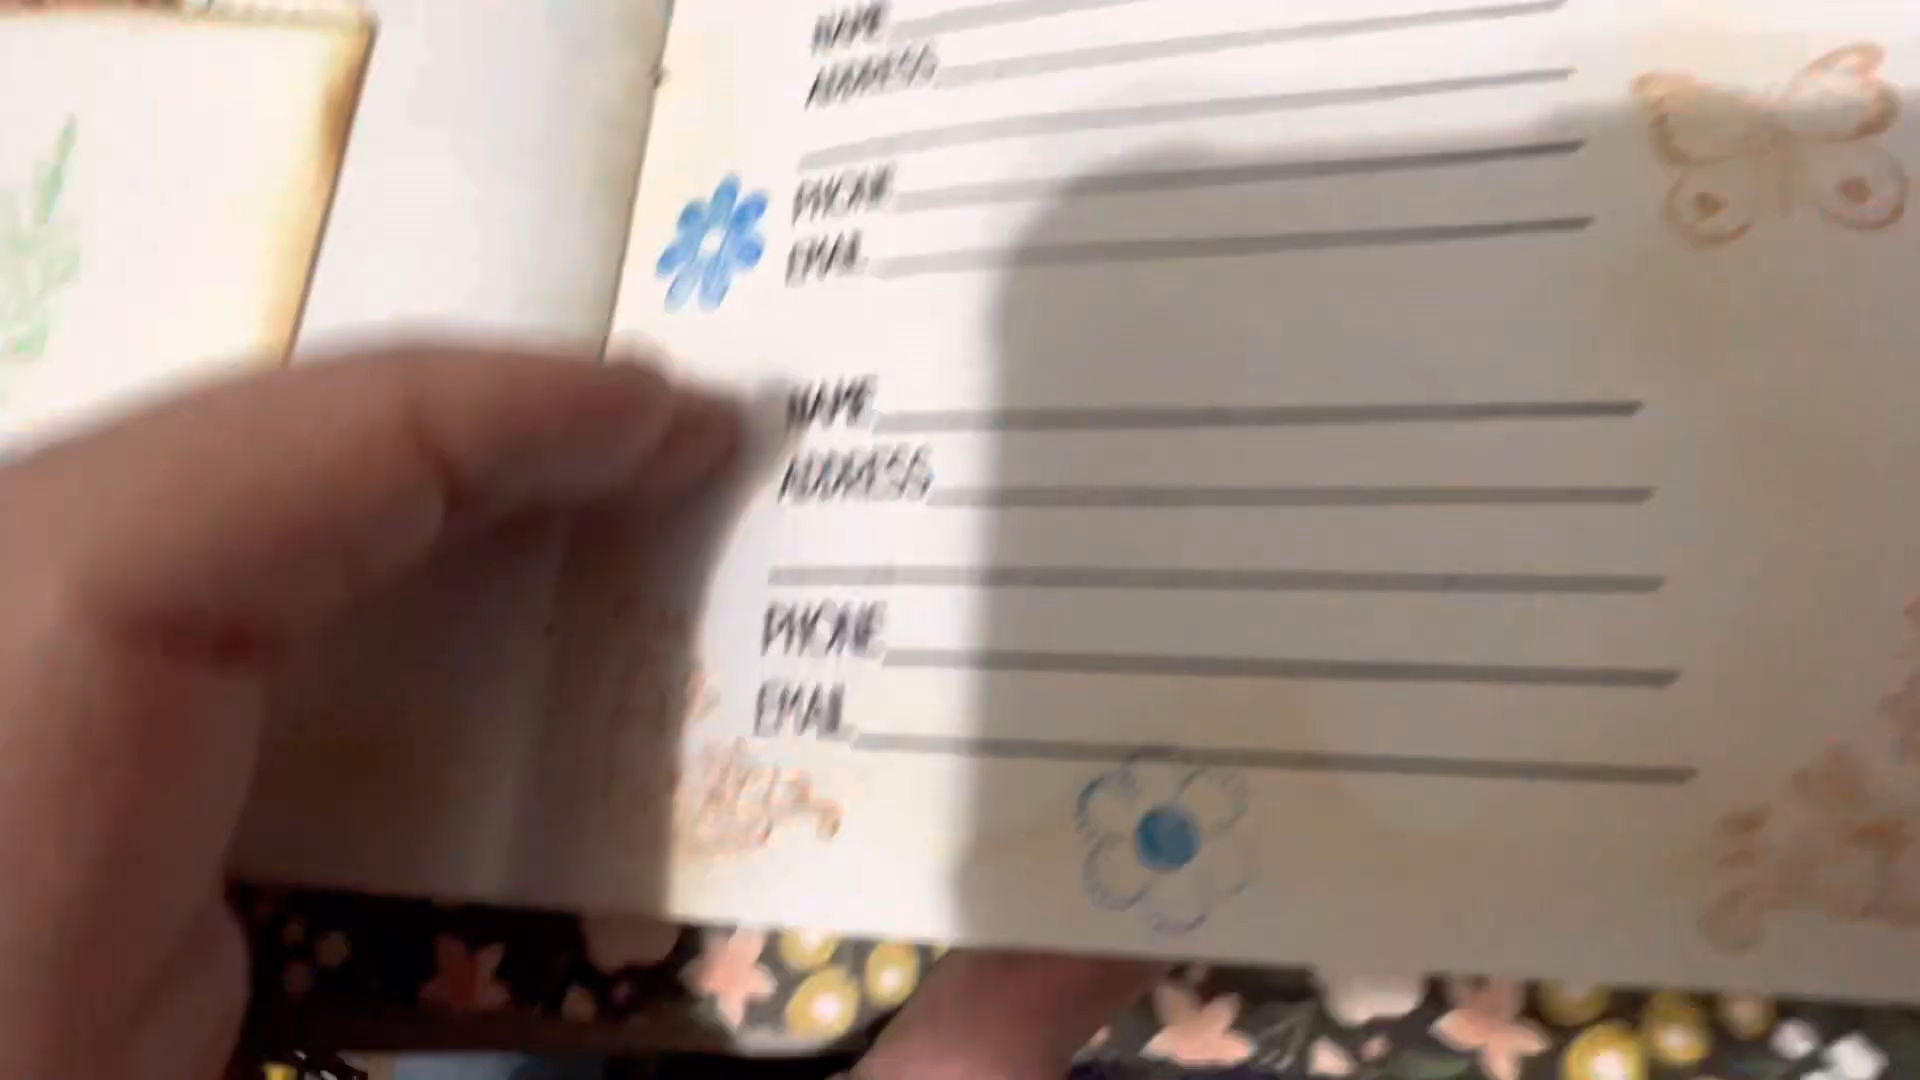 NAME
ADDRESS
PHONE
EMAIL
NAME
ADDRESS
PHONE
EMAIL